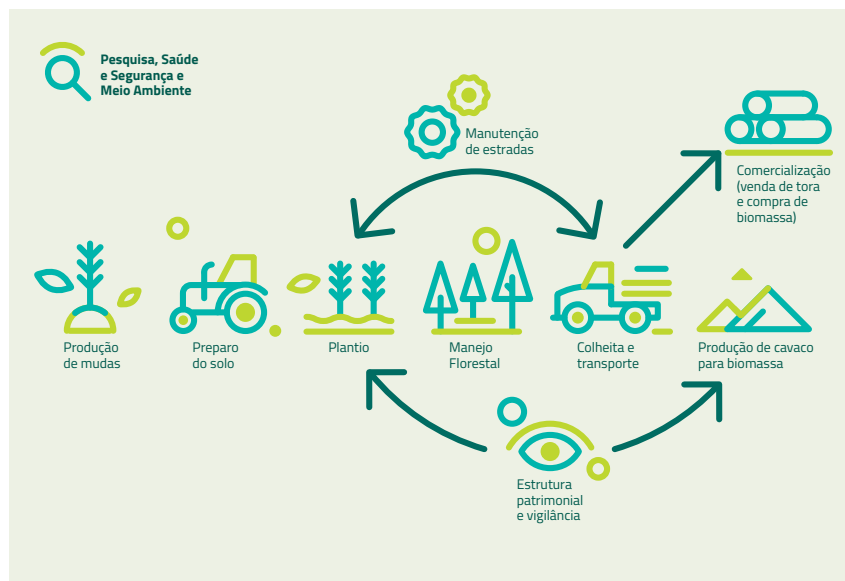 Pesquisa, Saúde
e Segurança e
Meio Ambiente
Manutenção
de estradas
Comercialização
(venda de tora
e compra de
biomassa)
Produção
de mudas
Preparo
do solo
Plantio
Manejo
Florestal
Colheita e
transporte
Produção de cavaco
para biomassa
Estrutura
patrimonial
e vigilância